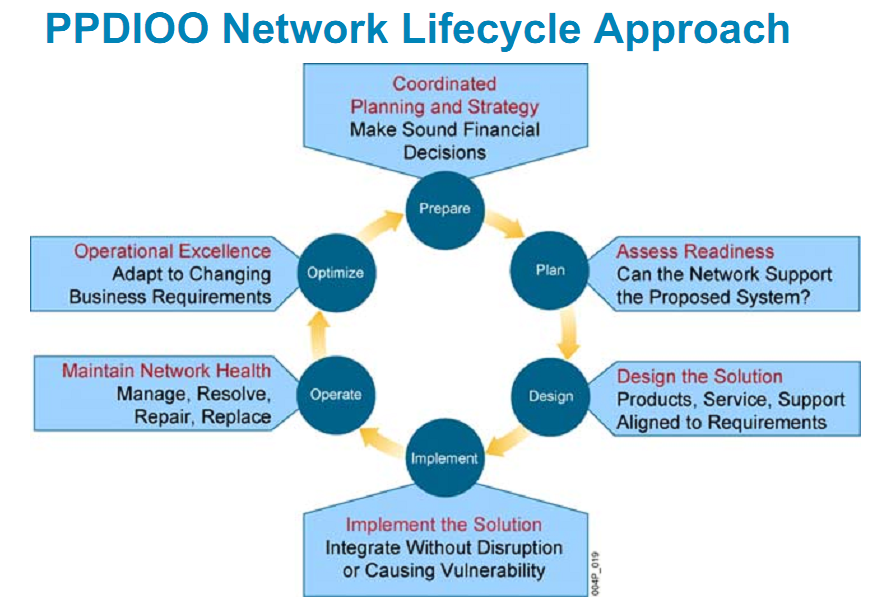 PPDIOO Network Lifecycle Approach
Coordinated
Planning and Strategy
Make Sound Financial
Decisions
Prepare
Operational Excellence
Adapt to Changing
Business Requirements
Optimize
Plan
Assess Readiness
Can the Network Support
the Proposed System?
Maintain Network Health
Manage, Resolve,
Repair, Replace
Operate
Design
Design the Solution
Products, Service, Support
Aligned to Requirements
Implement
Implement the Solution
Integrate Without Disruption
or Causing Vulnerability
004P_019